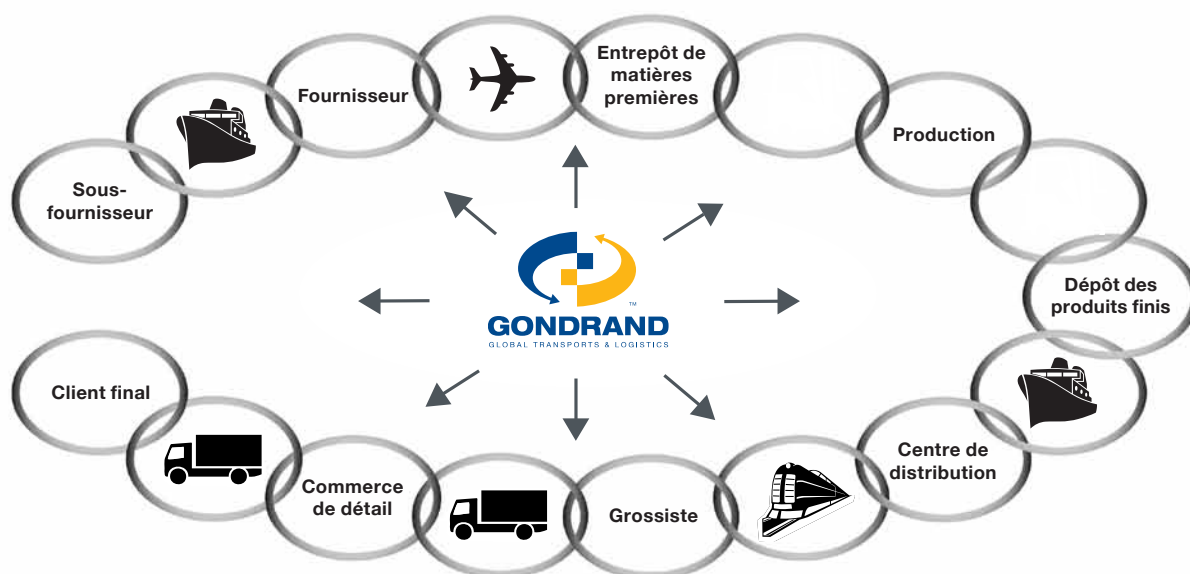 Sous-
fournisseur
Fournisseur
Entrepôt de
matières
premières
Production
Dépôt des
produits finis
Centre de
distribution
Grossiste
Commerce
de détail
Client final
GONDRAND
™
GLOBAL TRANSPORTS & LOGISTICS